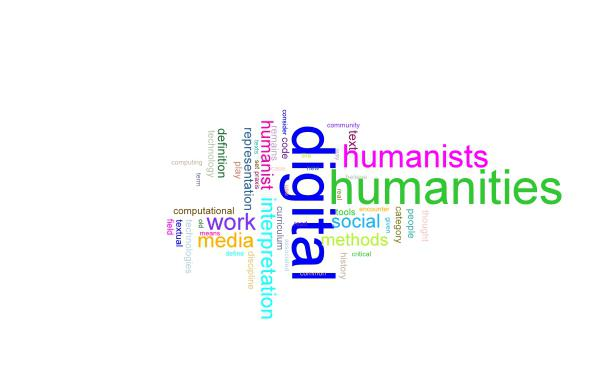 digital
humanities
humanists
humanist
interpretation
work
media
social
methods
representation
definition
technology
computing
term
play
remains
texts
set
praxis
consider
code
community
text
real
tools
encounter
given
category
people
thought
critical
history
curriculum
computational
field
textual
technologies
old
means
define
discipline